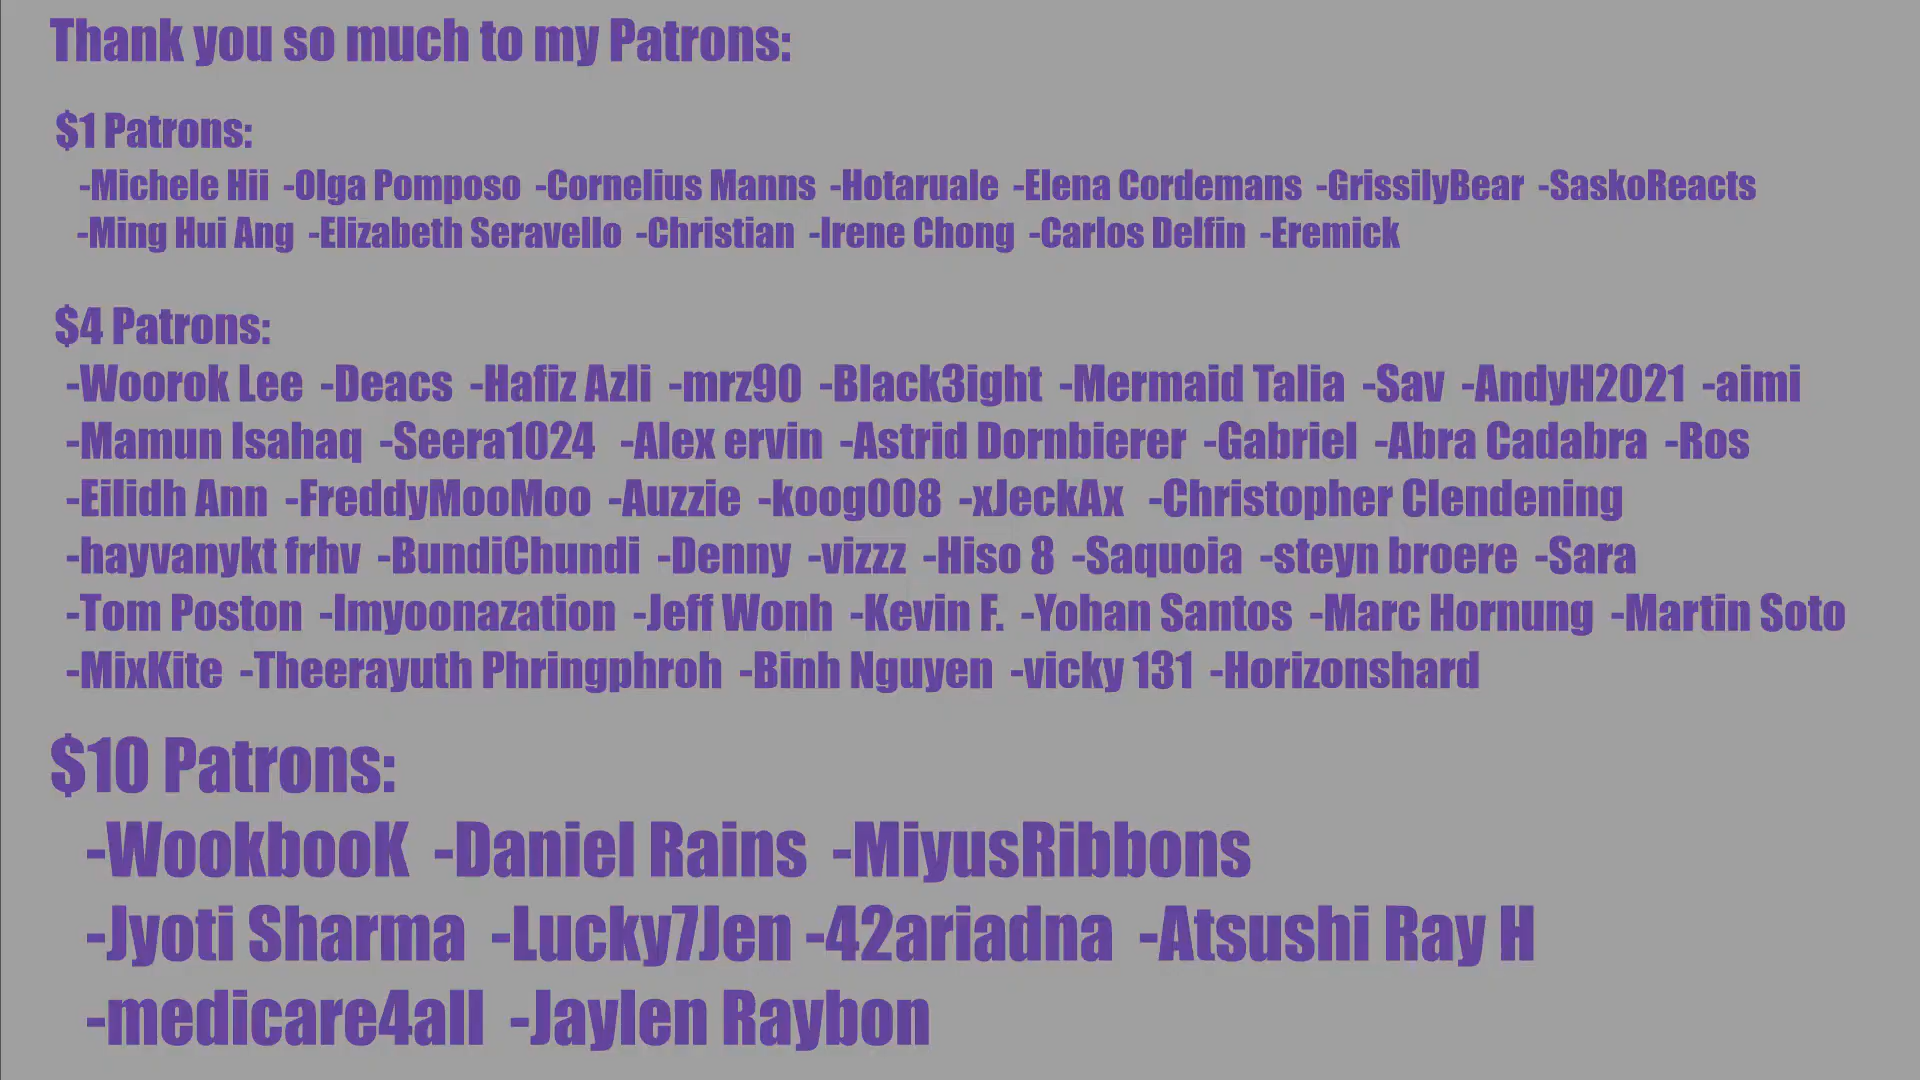 Thank you so much to my Patrons:
$1 Patrons:
-Michele Hii -Olga Pomposo -Cornelius Manns -Hotaruale -Elena Cordemans -GrissilyBear -SaskoReacts
-Ming Hui Ang -Elizabeth Seravello -Christian -Irene Chong -Carlos Delfin -Eremick
$4 Patrons:
-Woorok Lee -Deacs -Hafiz Azli -mrz90 -Black3ight -Mermaid Talia -Sav -AndyH2021 -aimi
-Mamun Isahaq -Seera1024 -Alex ervin -Astrid Dornbierer -Gabriel -Abra Cadabra -Ros
-Eilidh Ann -FreddyMooMoo -Auzzie -koog008 -xJeckAx -Christopher Clendening
-hayvanykt frhv -BundiChundi -Denny -vizzz -Hiso 8 -Saquoia -steyn broere -Sara
-Tom Poston -Imyoonazation -Jeff Wonh -Kevin F. -Yohan Santos -Marc Hornung -Martin Soto
-MixKite -Theerayuth Phringphroh -Binh Nguyen -vicky 131 -Horizonshard
$10 Patrons:
-WookbooK -Daniel Rains -MiyusRibbons
-Jyoti Sharma -Lucky7Jen -42ariadna -Atsushi Ray H
-medicare4all -Jaylen Raybon